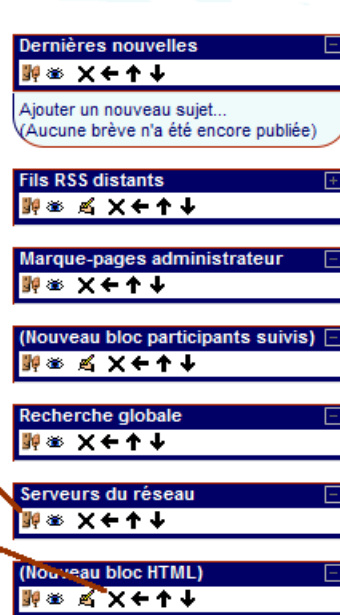 Dernières nouvelles
Ajouter un nouveau sujet...
(Aucune brève n'a été encore publiée)
Fils RSS distants
Marque-pages administrateur
(Nouveau bloc participants suivis)
Recherche globale
Serveurs du réseau
(Nouveau bloc HTML)